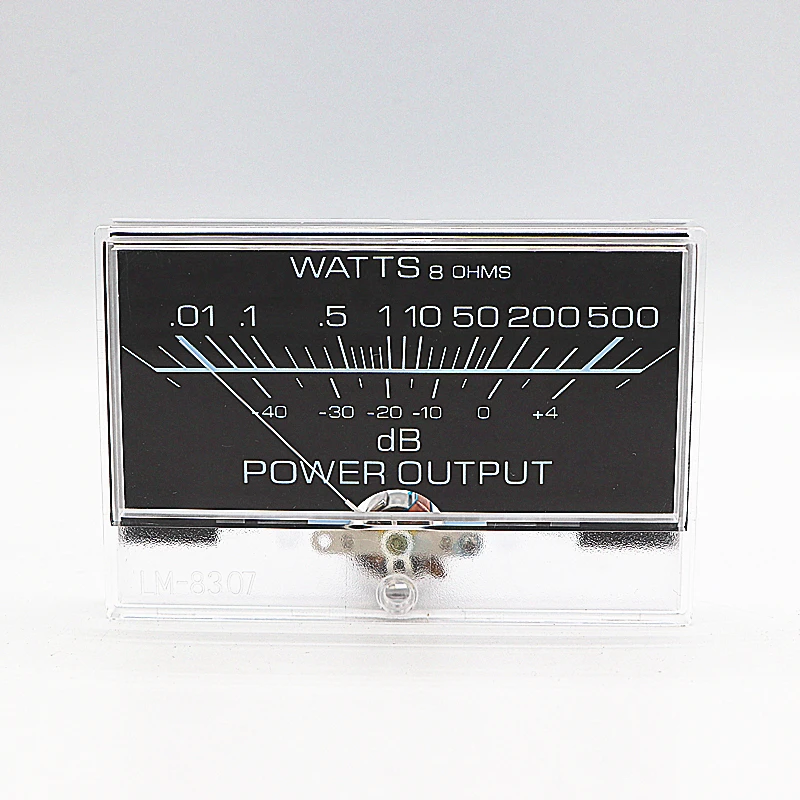 WATTS 8 OHMS
.01 .1 .5 1 10 50 200 500
-40 -30 -20 -10 0 +4
dB
POWER OUTPUT
LM-8307